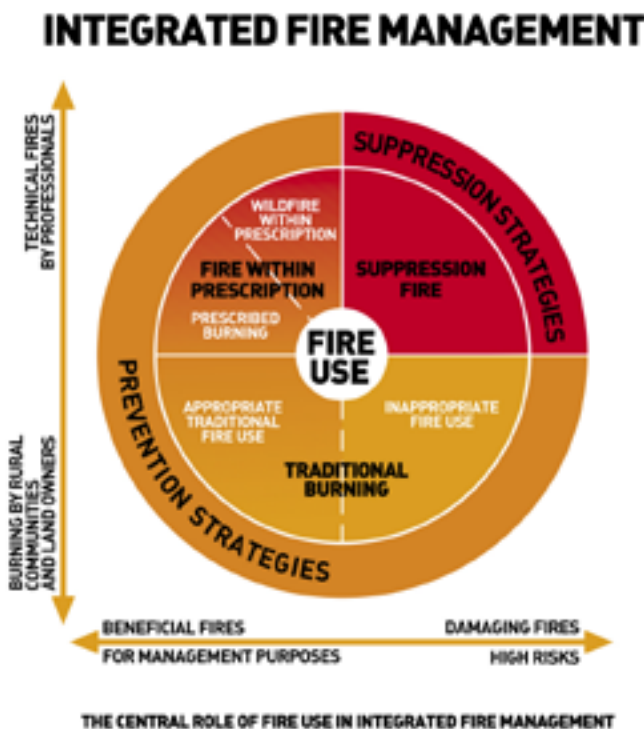 INTEGRATED FIRE MANAGEMENT
TECHNICAL FIRES
BY PROFESSIONALS
SUPPRESSION STRATEGIES
WILDFIRE
WITHIN
PRESCRIPTION
FIRE WITHIN
PRESCRIPTION
SUPPRESSION
FIRE
PRESCRIBED
BURNING
FIRE
USE
PREVENTION STRATEGIES
APPROPRIATE
TRADITIONAL
FIRE USE
INAPPROPRIATE
FIRE USE
TRADITIONAL
BURNING
BURNING BY RURAL
COMMUNITIES
AND LAND OWNERS
BENEFICIAL FIRES
DAMAGING FIRES
FOR MANAGEMENT PURPOSES
HIGH RISKS
THE CENTRAL ROLE OF FIRE USE IN INTEGRATED FIRE MANAGEMENT